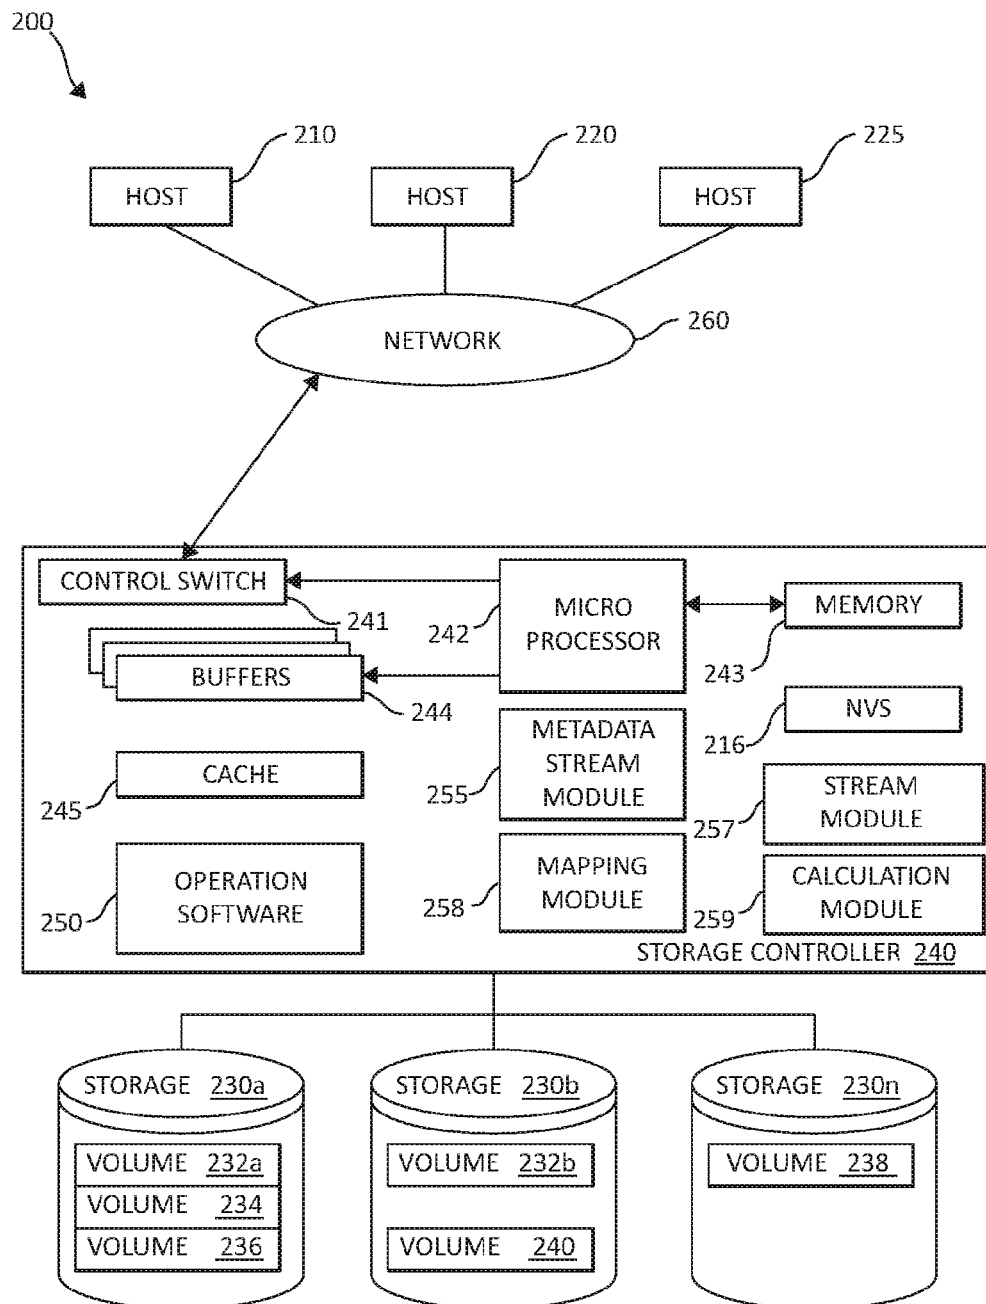 200
210
220
225
HOST
HOST
HOST
NETWORK
260
CONTROL SWITCH
241
242
MICRO
PROCESSOR
MEMORY
243
BUFFERS
244
NVS
216
CACHE
245
METADATA
STREAM
MODULE
255
STREAM
MODULE
257
OPERATION
SOFTWARE
250
MAPPING
MODULE
258
CALCULATION
MODULE
259
STORAGE CONTROLLER 240
STORAGE 230a
VOLUME 232a
VOLUME 234
VOLUME 236
STORAGE 230b
VOLUME 232b
VOLUME 240
STORAGE 230n
VOLUME 238